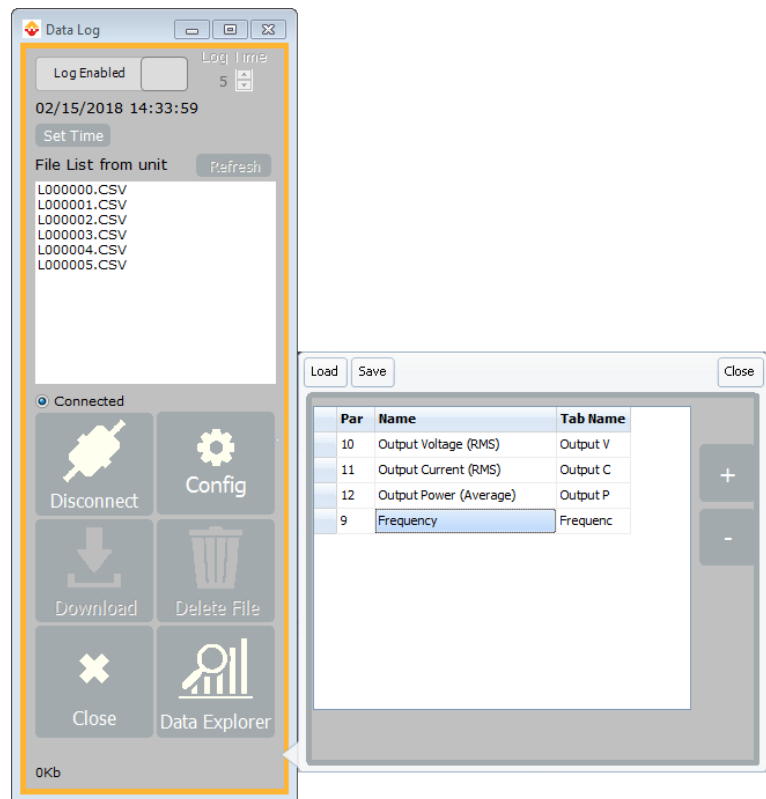 Data Log
Log Enabled
Log Time
5
02/15/2018 14:33:59
Set Time
File List from unit
Refresh
L000000.CSV
L000001.CSV
L000002.CSV
L000003.CSV
L000004.CSV
L000005.CSV
Connected
Disconnect
Config
Download
Delete File
Close
Data Explorer
0Kb
Load Save Close
Par Name Tab Name
10 Output Voltage (RMS) Output V
11 Output Current (RMS) Output C
12 Output Power (Average) Output P
9 Frequency Frequenc
+
-